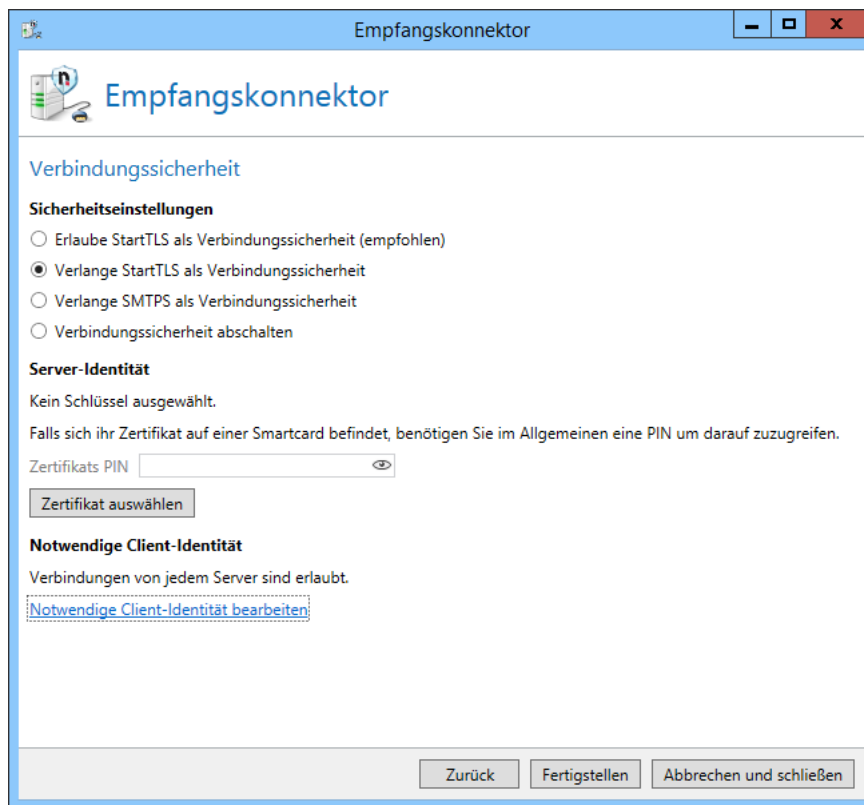 Empfangskonnektor
Empfangskonnektor
Verbindungssicherheit
Sicherheitseinstellungen
Erlaube StartTLS als Verbindungssicherheit (empfohlen)
Verlange StartTLS als Verbindungssicherheit
Verlange SMTPS als Verbindungssicherheit
Verbindungssicherheit abschalten
Server-Identität
Kein Schlüssel ausgewählt.
Falls sich ihr Zertifikat auf einer Smartcard befindet, benötigen Sie im Allgemeinen eine PIN um darauf zuzugreifen.
Zertifikats PIN
Zertifikat auswählen
Notwendige Client-Identität
Verbindungen von jedem Server sind erlaubt.
Notwendige Client-Identität bearbeiten
Zurück Fertigstellen Abbrechen und schließen